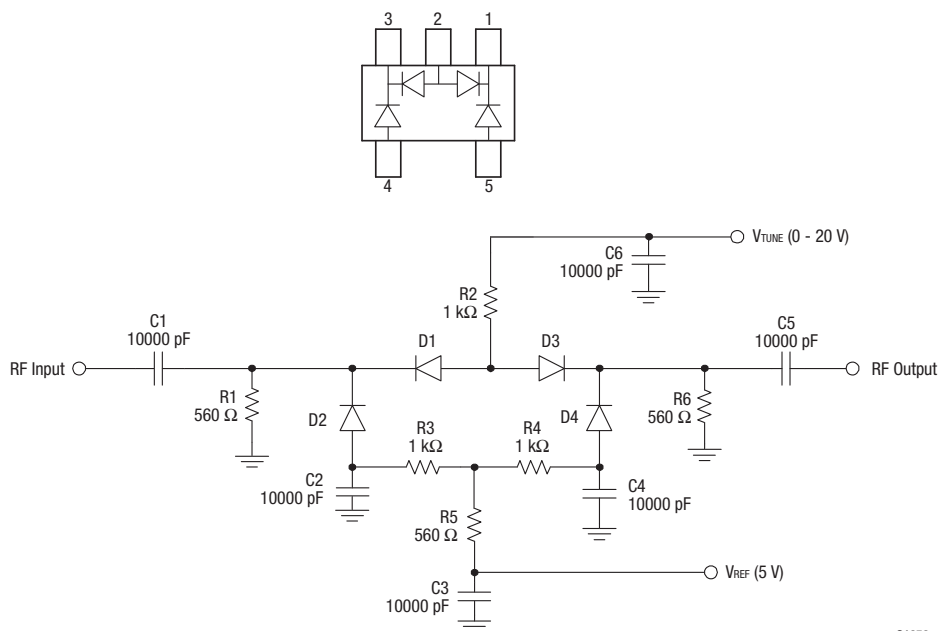 3 2 1
4 5
VTUNE (0 - 20 V)
C6
10000 pF
R2
1 kΩ
C1
10000 pF
C5
10000 pF
D1
D3
RF Input
RF Output
R1
560 Ω
D2
D4
R6
560 Ω
R3
1 kΩ
R4
1 kΩ
C2
10000 pF
C4
10000 pF
R5
560 Ω
VREF (5 V)
C3
10000 pF